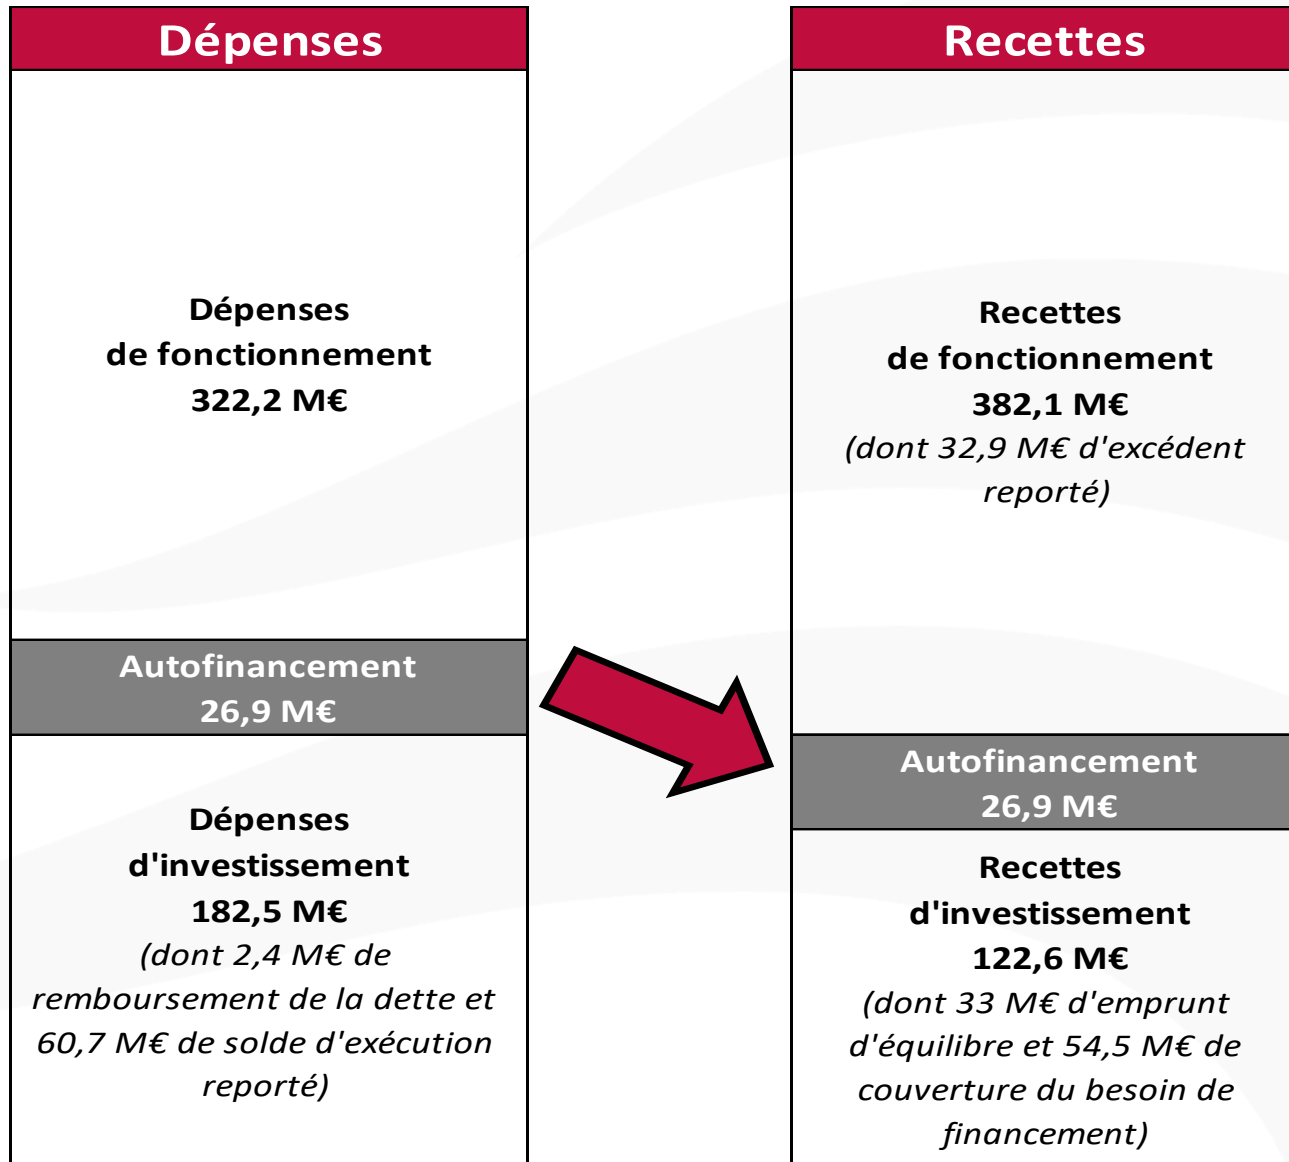 Dépenses
Dépenses
de fonctionnement
322,2 M€
Autofinancement
26,9 M€
Dépenses
d'investissement
182,5 M€
(dont 2,4 M€ de
remboursement de la dette et
60,7 M€ de solde d'exécution
reporté)
Recettes
Recettes
de fonctionnement
382,1 M€
(dont 32,9 M€ d'excédent
reporté)
Autofinancement
26,9 M€
Recettes
d'investissement
122,6 M€
(dont 33 M€ d'emprunt
d'équilibre et 54,5 M€ de
couverture du besoin de
financement)